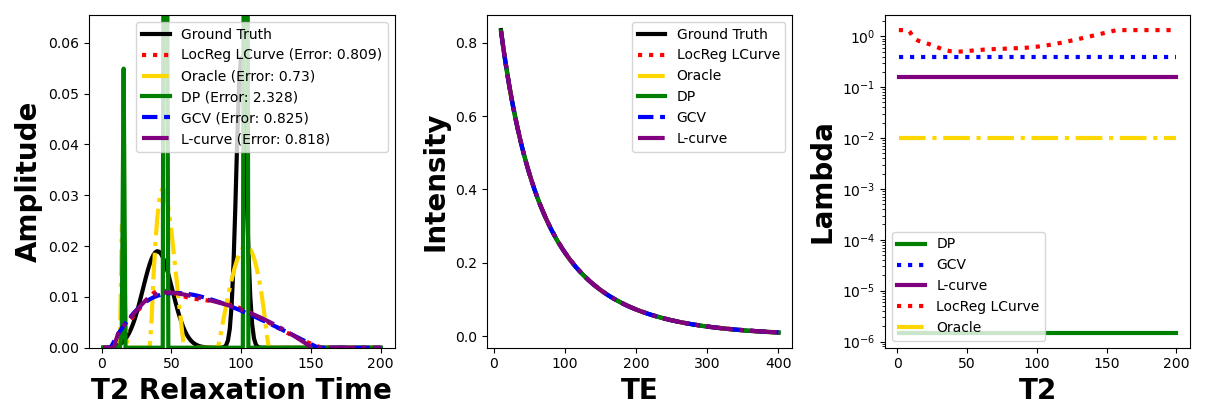 Amplitude
0.06
0.05
0.04
0.03
0.02
0.01
0.00
0
50
100
150
200
T2 Relaxation Time
Ground Truth
LocReg LCurve (Error: 0.809)
Oracle (Error: 0.73)
DP (Error: 2.328)
GCV (Error: 0.825)
L-curve (Error: 0.818)
Intensity
0.8
0.6
0.4
0.2
0.0
0
100
200
300
400
TE
Ground Truth
LocReg LCurve
Oracle
DP
GCV
L-curve
Lambda
10⁰
10⁻¹
10⁻²
10⁻³
10⁻⁴
10⁻⁵
10⁻⁶
0
50
100
150
200
T2
DP
GCV
L-curve
LocReg LCurve
Oracle